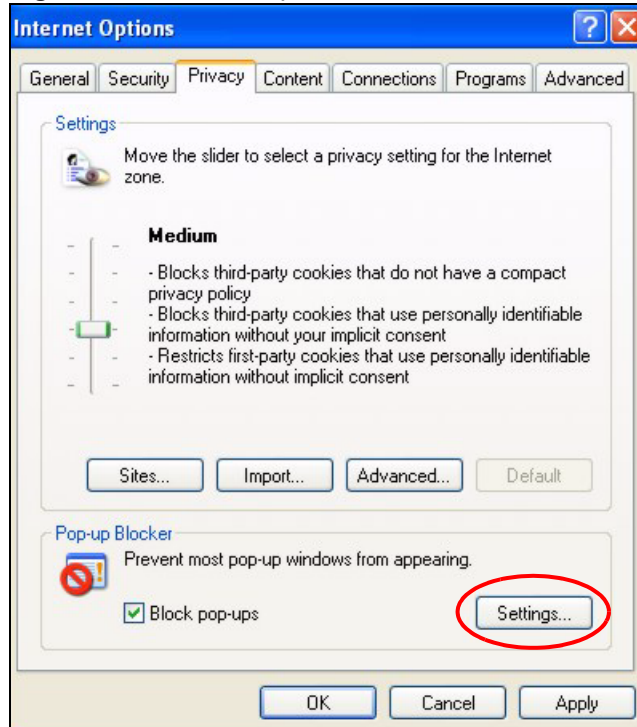 Internet Options
General Security Privacy Content Connections Programs Advanced
Settings
Move the slider to select a privacy setting for the Internet
zone.
Medium
- Blocks third-party cookies that do not have a compact
privacy policy
- Blocks third-party cookies that use personally identifiable
information without your implicit consent
- Restricts first-party cookies that use personally identifiable
information without implicit consent
Sites... Import... Advanced... Default
Pop-up Blocker
Prevent most pop-up windows from appearing.
Block pop-ups Settings...
OK Cancel Apply